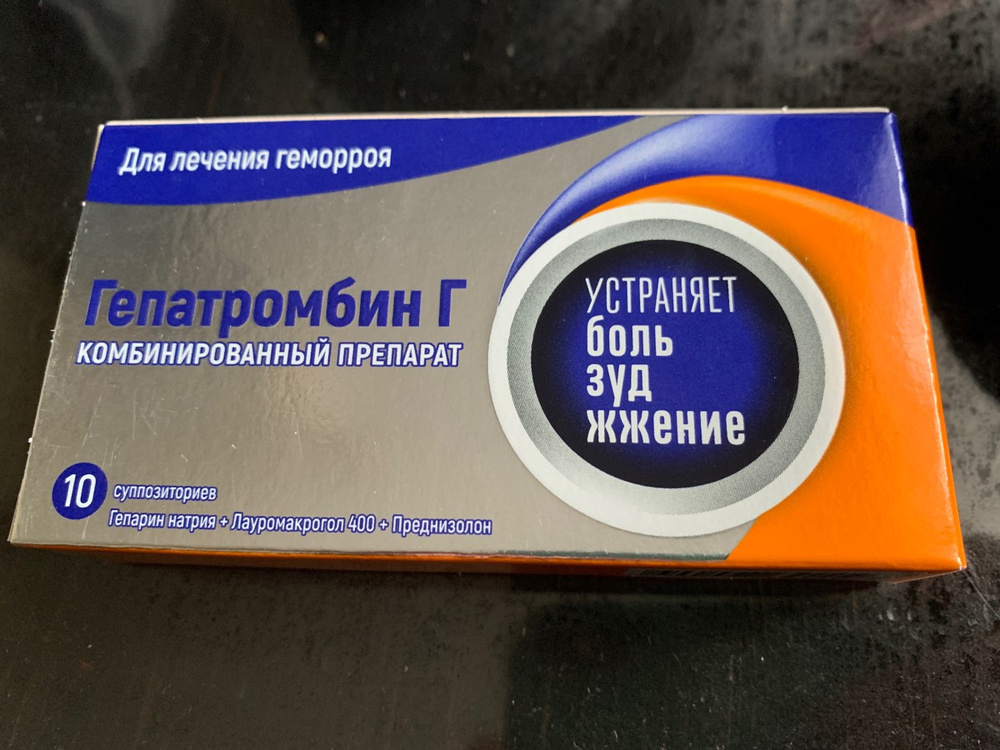 Для лечения геморроя
Гепатромбин Г
КОМБИНИРОВАННЫЙ ПРЕПАРАТ
УСТРАНЯЕТ
боль
зуд
жжение
10 суппозиториев
Гепарин натрия + Лауромакрогол 400 + Преднизолон